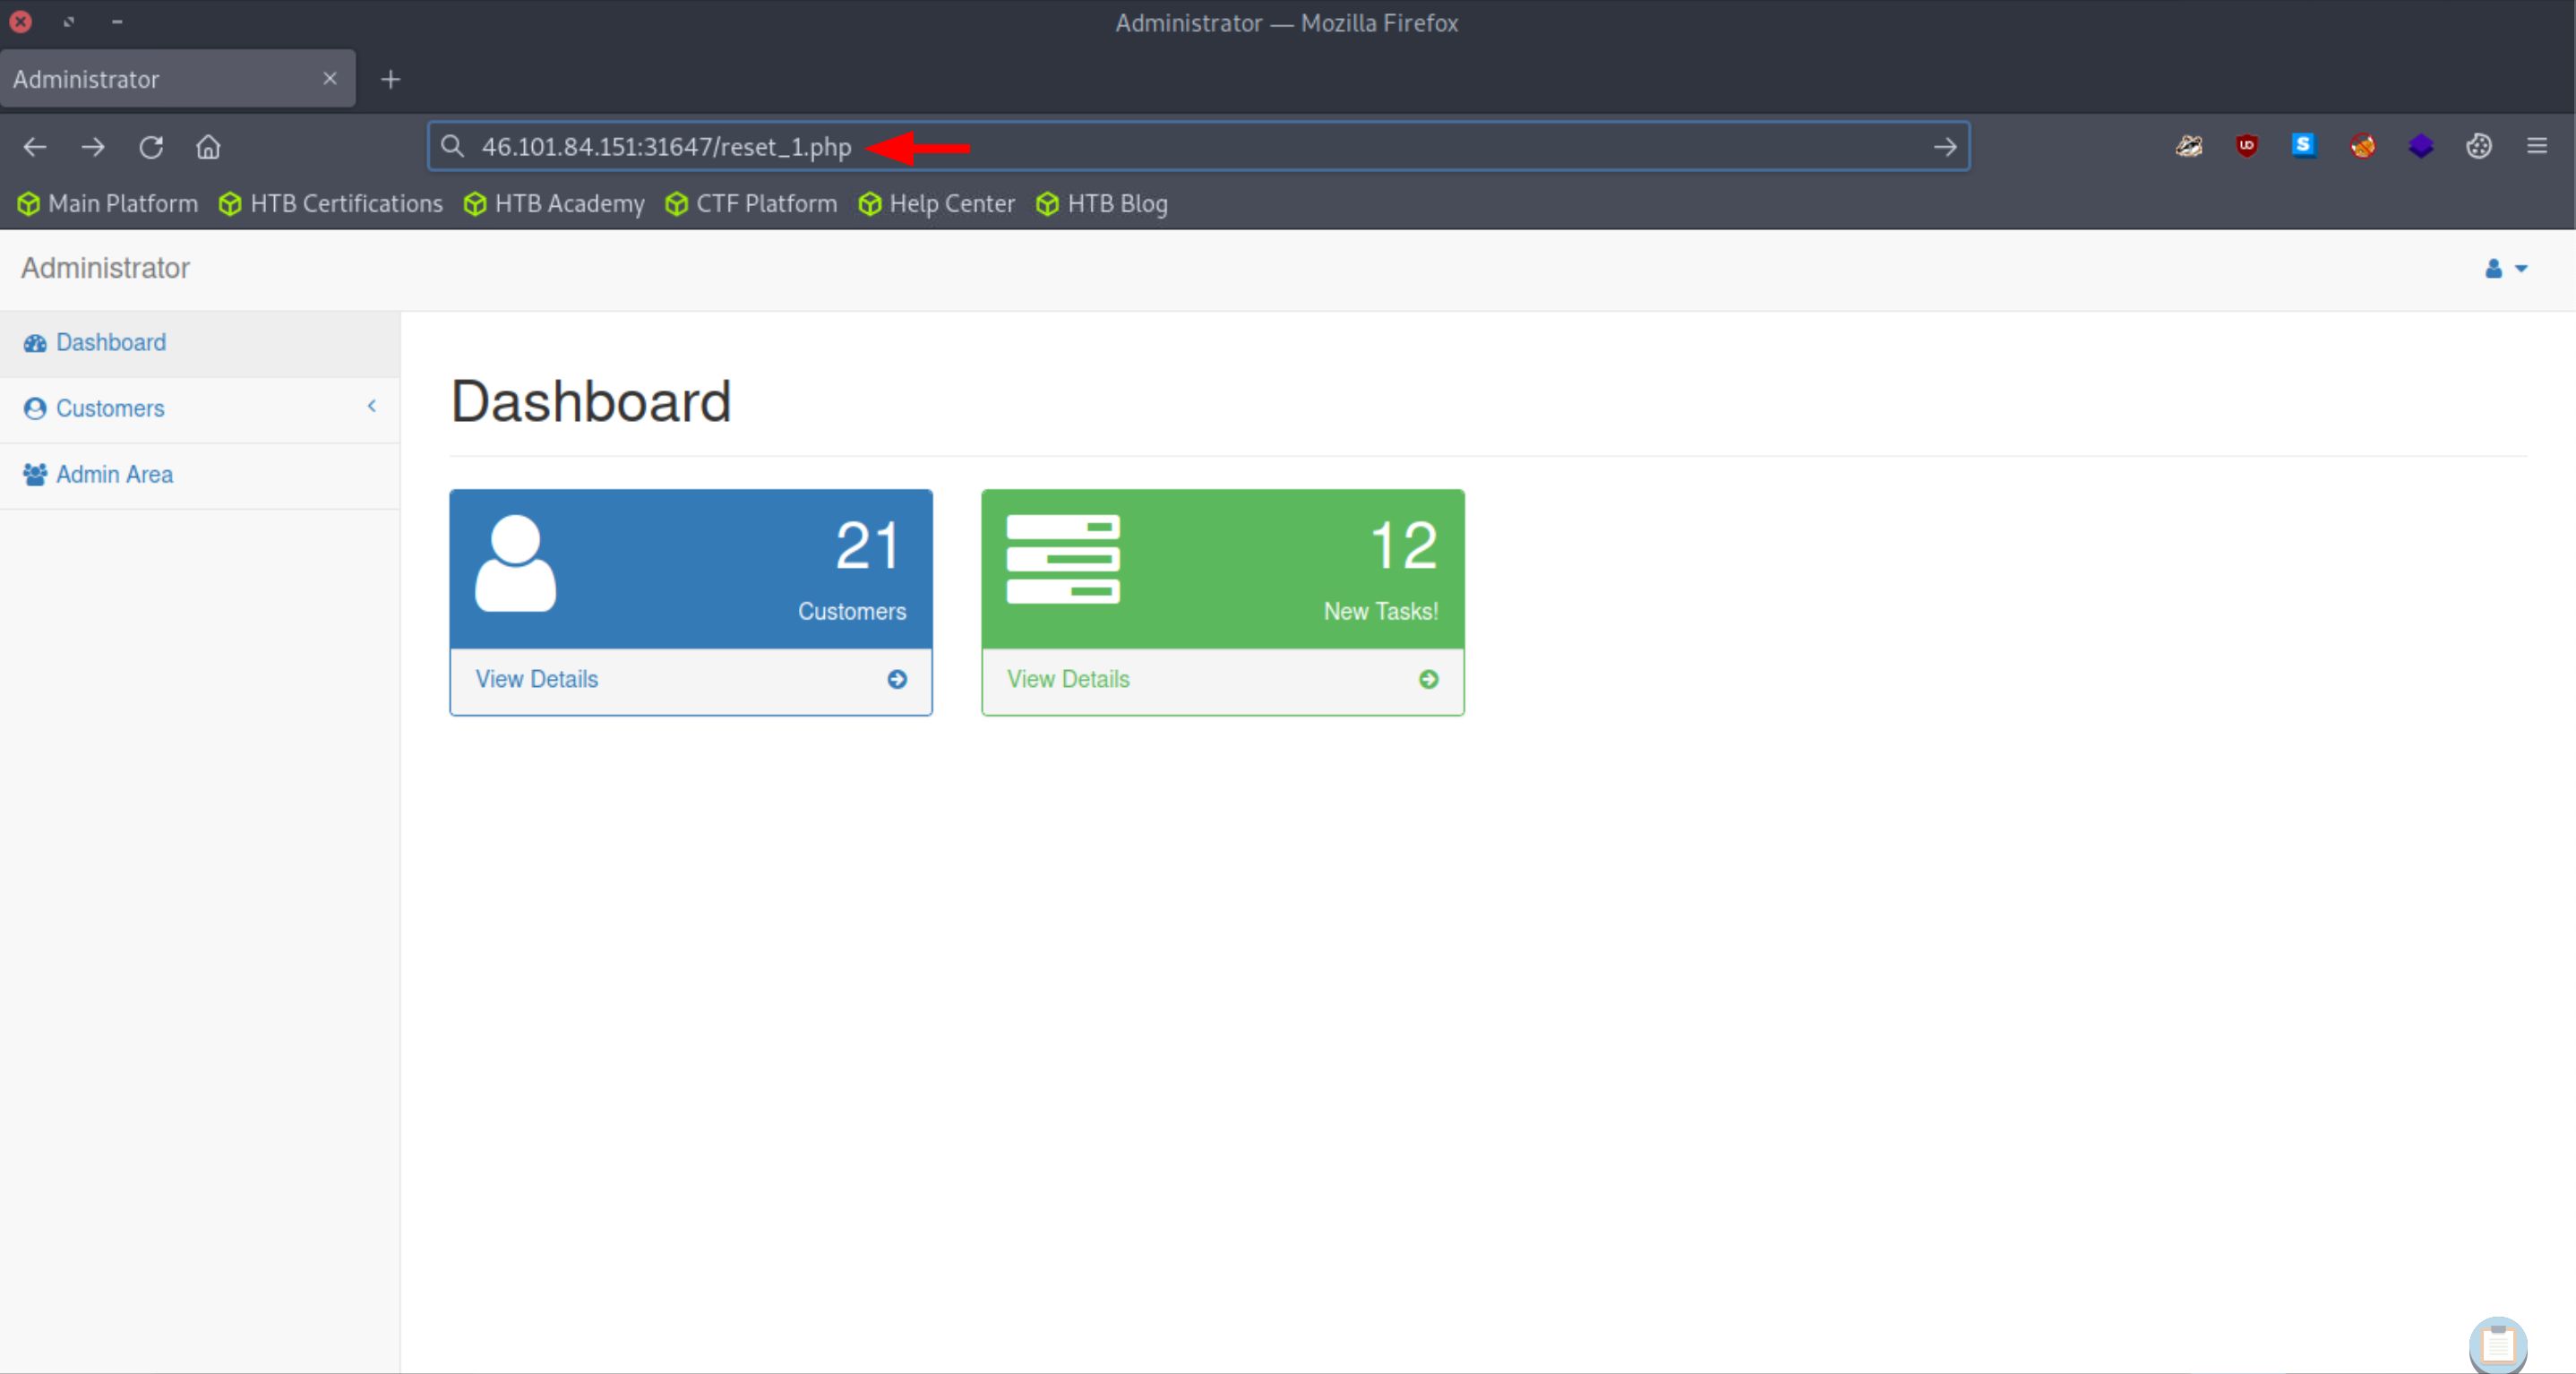 Administrator — Mozilla Firefox
Administrator
46.101.84.151:31647/reset_1.php
Main Platform HTB Certifications HTB Academy CTF Platform Help Center HTB Blog
Administrator
Dashboard
Customers
Admin Area
Dashboard
21
Customers
View Details
12
New Tasks!
View Details